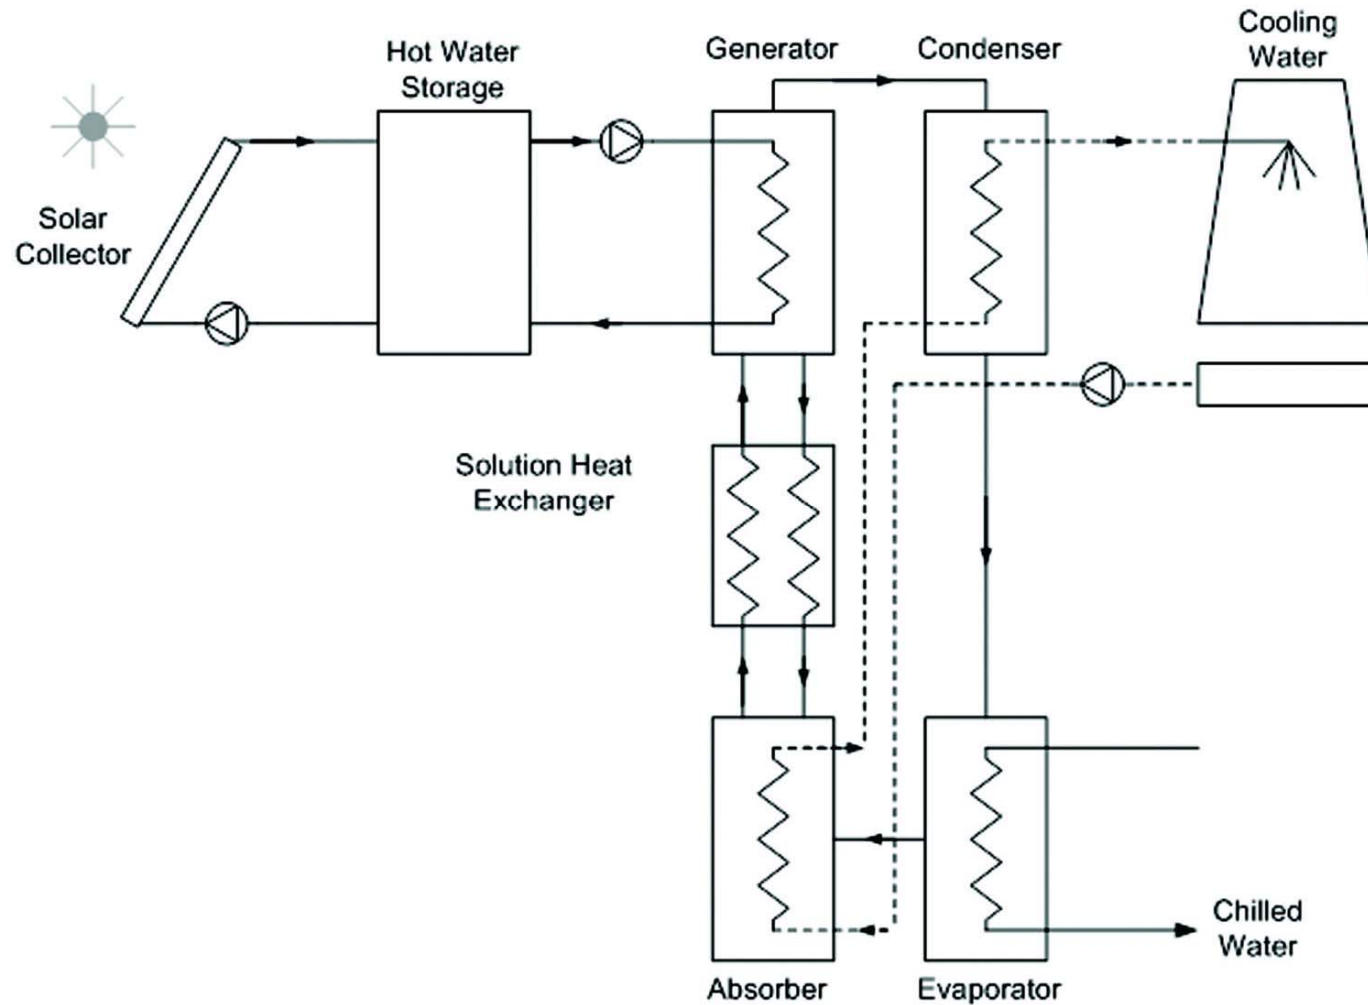 Hot Water
Storage
Generator
Condenser
Cooling
Water
Solar
Collector
Solution Heat
Exchanger
Chilled
Water
Absorber
Evaporator